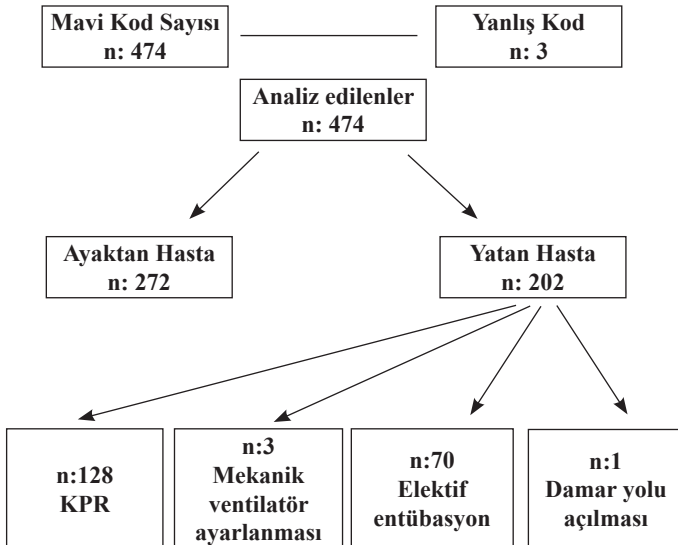 Mavi Kod Sayısı
n: 474
Yanlış Kod
n: 3
Analiz edilenler
n: 474
Ayaktan Hasta
n: 272
Yatan Hasta
n: 202
n:128
KPR
n:3
Mekanik
ventilatör
ayarlanması
n:70
Elektif
entübasyon
n:1
Damar yolu
açılması